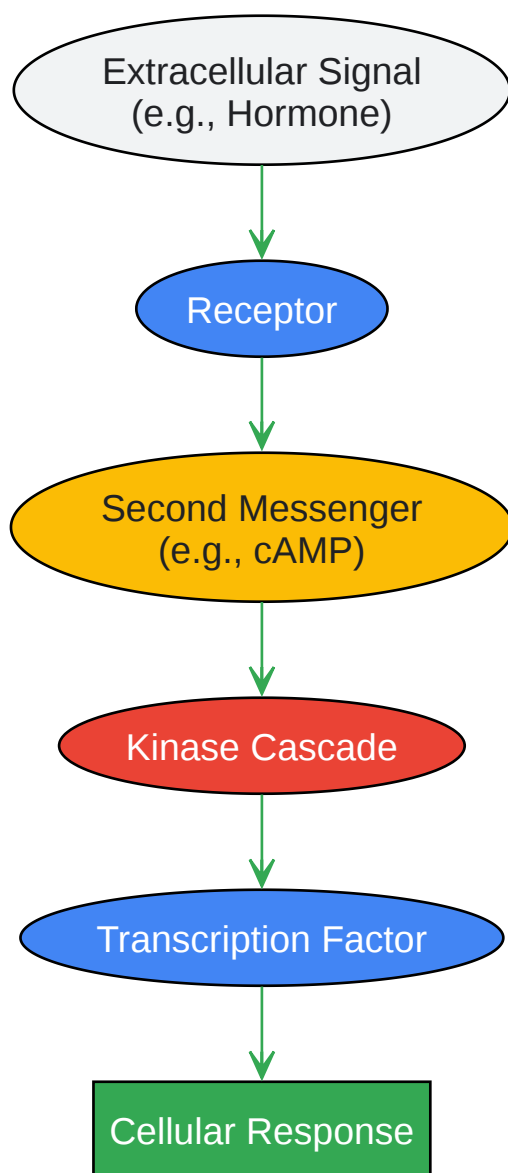 Extracellular Signal
(e.g., Hormone)
Receptor
Second Messenger
(e.g., cAMP)
Kinase Cascade
Transcription Factor
Cellular Response